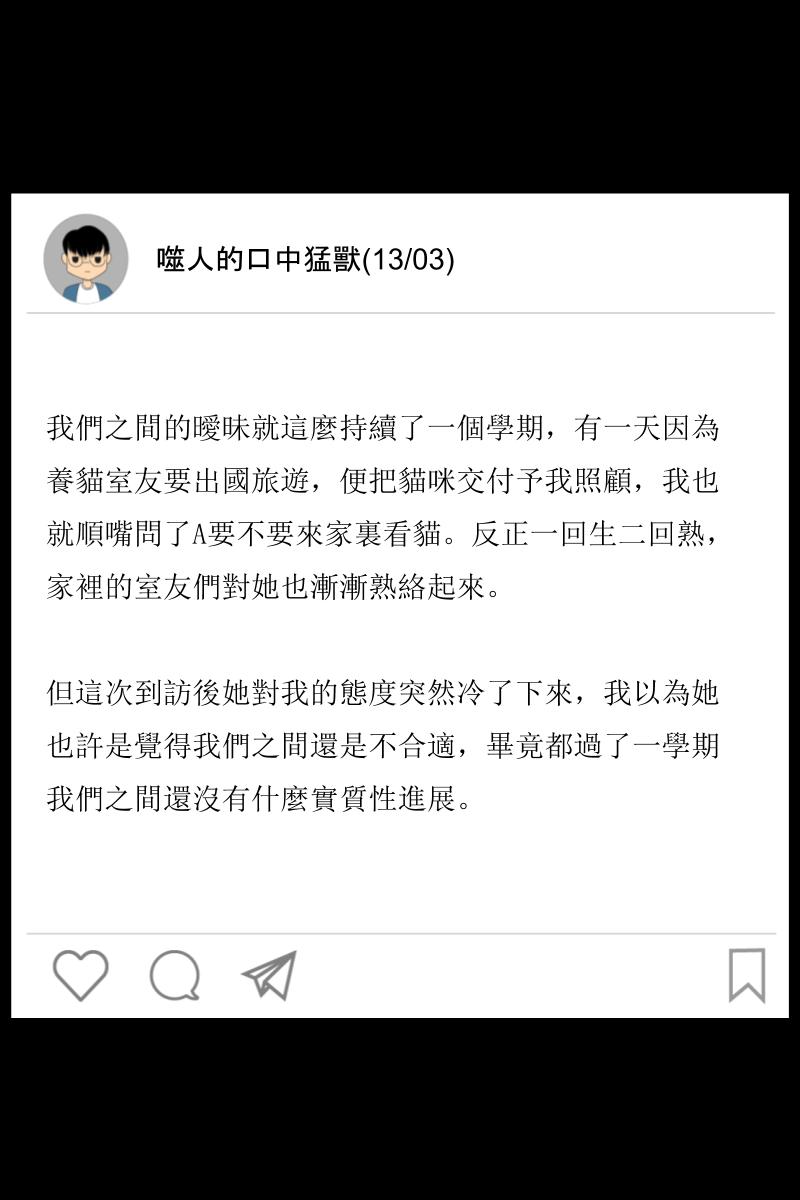 噬人的口中猛獸(13/03)
我們之間的曖昧就這麼持續了一個學期，有一天因為
養貓室友要出國旅遊，便把貓咪交付予我照顧，我也
就順嘴問了A要不要來家裏看貓。反正一回生二回熟，
家裡的室友們對她也漸漸熟絡起來。
但這次到訪後她對我的態度突然冷了下來，我以為她
也許是覺得我們之間還是不合適，畢竟都過了一學期
我們之間還沒有什麼實質性進展。